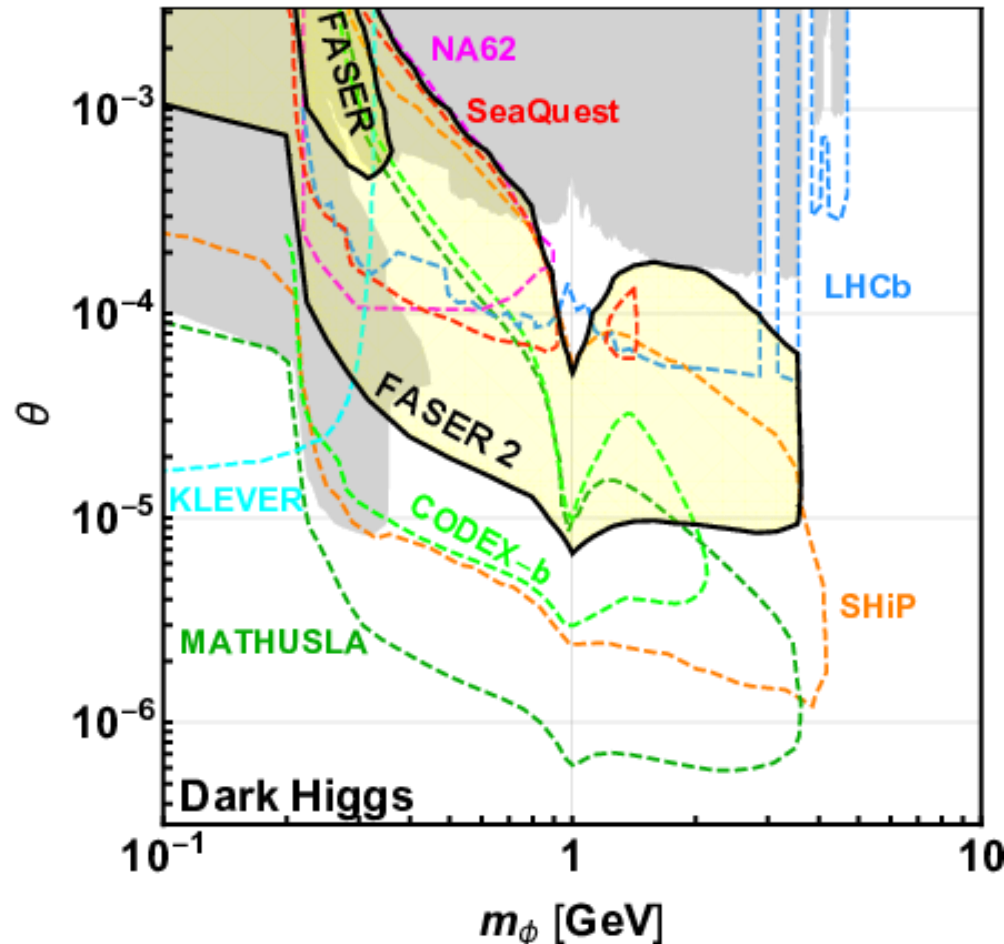 FASER
NA62
10⁻³
SeaQuest
10⁻⁴
LHCb
θ
FASER 2
KLEVER
10⁻⁵
CODEX-b
SHiP
MATHUSLA
10⁻⁶
Dark Higgs
10⁻¹
1
10
m_ϕ [GeV]